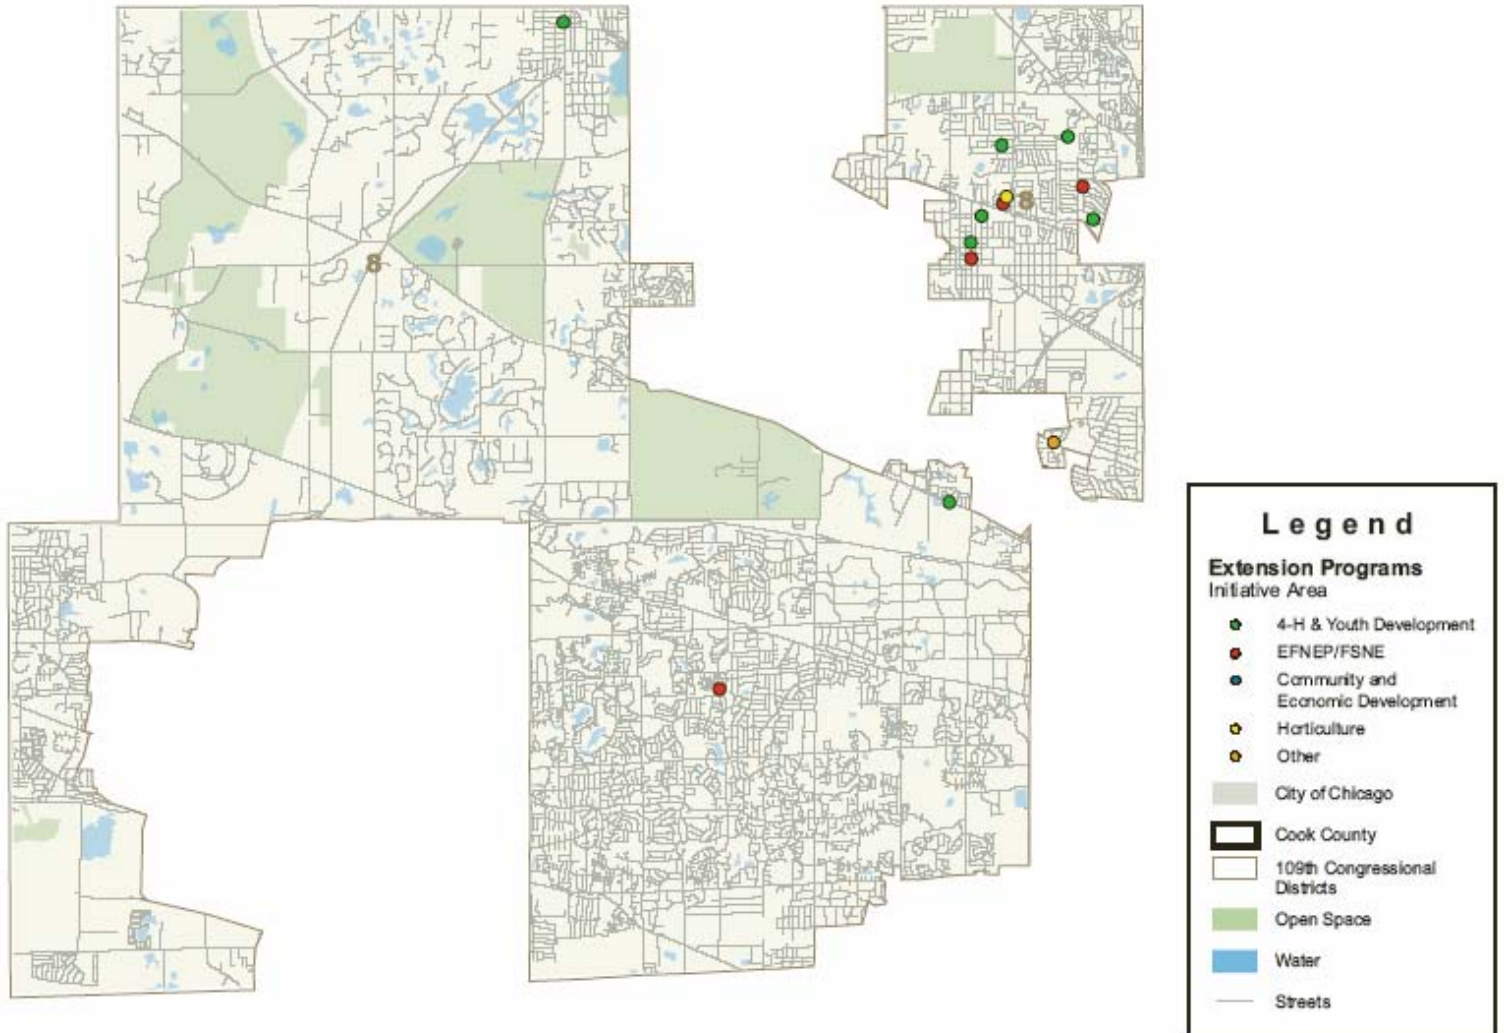 8
8
Legend
Extension Programs
Initiative Area
4-H & Youth Development
EFNEP/FSNE
Community and
Economic Development
Horticulture
Other
City of Chicago
Cook County
109th Congressional
Districts
Open Space
Water
Streets